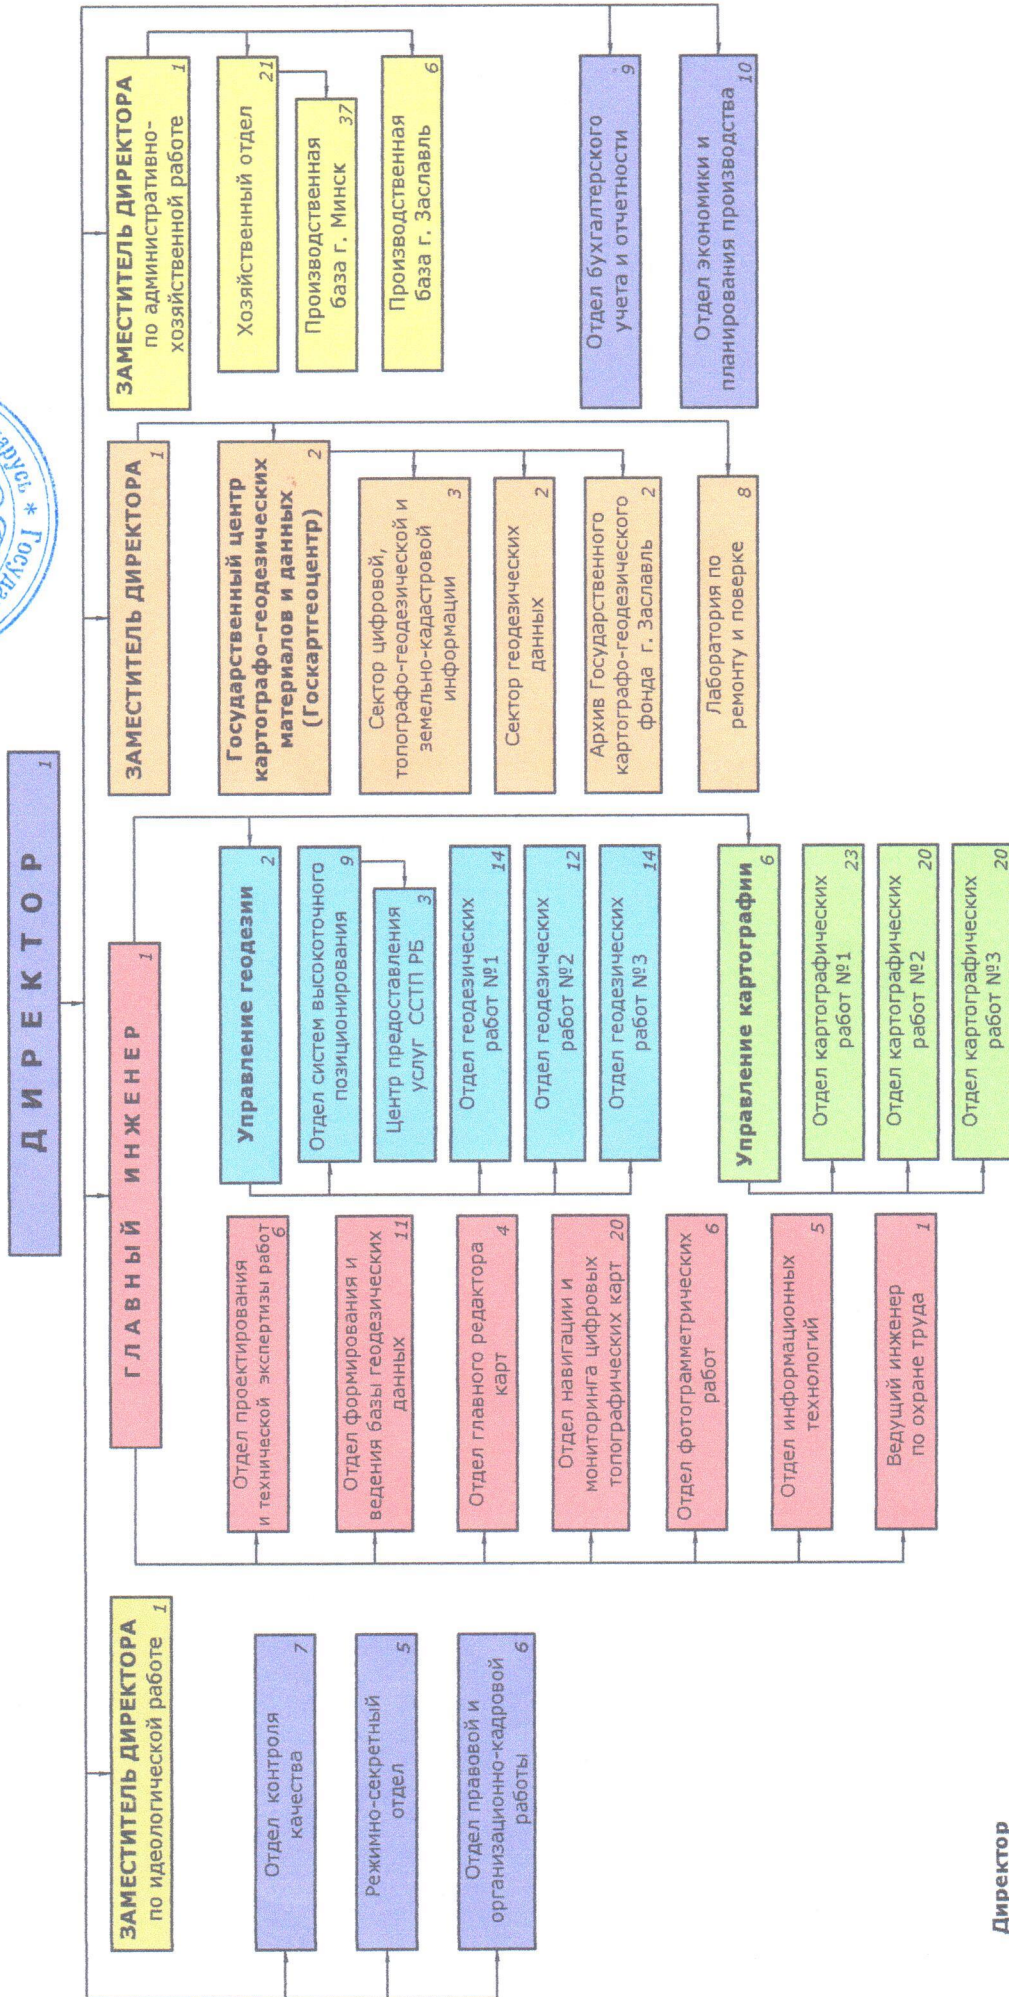 арусь * Госуда
ДИРЕКТОР
1
ЗАМЕСТИТЕЛЬ ДИРЕКТОРА
по идеологической работе
1
Отдел контроля
качества
7
Режимно-секретный
отдел
5
Отдел правовой и
организационно-кадровой
работы
6
ГЛАВНЫЙ ИНЖЕНЕР
1
Отдел проектирования
и технической экспертизы работ
6
Отдел формирования и
ведения базы геодезических
данных
11
Отдел главного редактора
карт
4
Отдел навигации и
мониторинга цифровых
топографических карт
20
Отдел фотограмметрических
работ
6
Отдел информационных
технологий
5
Ведущий инженер
по охране труда
1
Управление геодезии
2
Отдел систем высокоточного
позиционирования
9
Центр предоставления
услуг ССТП РБ
3
Отдел геодезических
работ №1
14
Отдел геодезических
работ №2
12
Отдел геодезических
работ №3
14
Управление картографии
6
Отдел картографических
работ №1
23
Отдел картографических
работ №2
20
Отдел картографических
работ №3
20
ЗАМЕСТИТЕЛЬ ДИРЕКТОРА
1
Государственный центр
картографо-геодезических
материалов и данных
(Госкартгеоцентр)
2
Сектор цифровой,
топографо-геодезической и
земельно-кадастровой
информации
3
Сектор геодезических
данных
2
Архив Государственного
картографо-геодезического
фонда г. Заславль
2
Лаборатория по
ремонту и поверке
8
ЗАМЕСТИТЕЛЬ ДИРЕКТОРА
по административно-
хозяйственной работе
1
Хозяйственный отдел
21
Производственная
база г. Минск
37
Производственная
база г. Заславль
6
Отдел бухгалтерского
учета и отчетности
9
Отдел экономики и
планирования производства
10
Директор